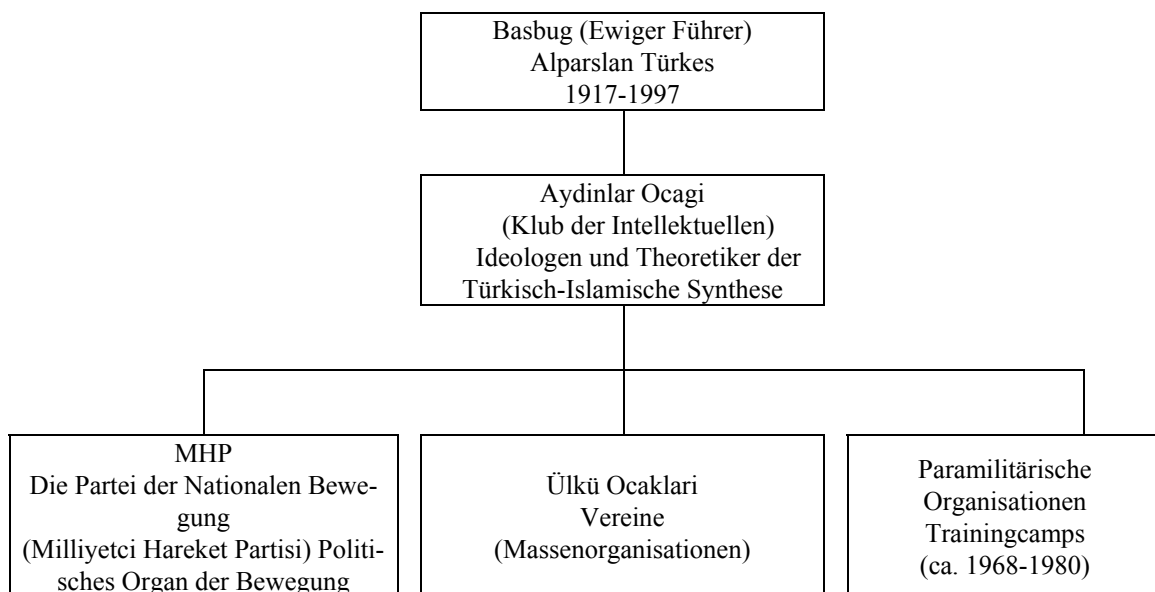 Basbug (Ewiger Führer)
Alparslan Türkes
1917-1997
Aydinlar Ocagi
(Klub der Intellektuellen)
Ideologen und Theoretiker der
Türkisch-Islamische Synthese
MHP
Die Partei der Nationalen Bewe-
gung
(Milliyetci Hareket Partisi) Politi-
sches Organ der Bewegung
Ülkü Ocaklari
Vereine
(Massenorganisationen)
Paramilitärische
Organisationen
Trainingcamps
(ca. 1968-1980)